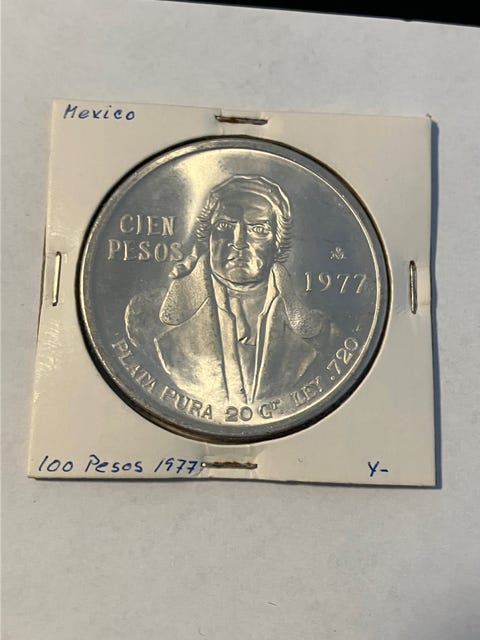 Mexico
CIEN
PESOS
1977
PLATA PURA 20 Gr. LEY .720
100 Pesos 1977
Y-